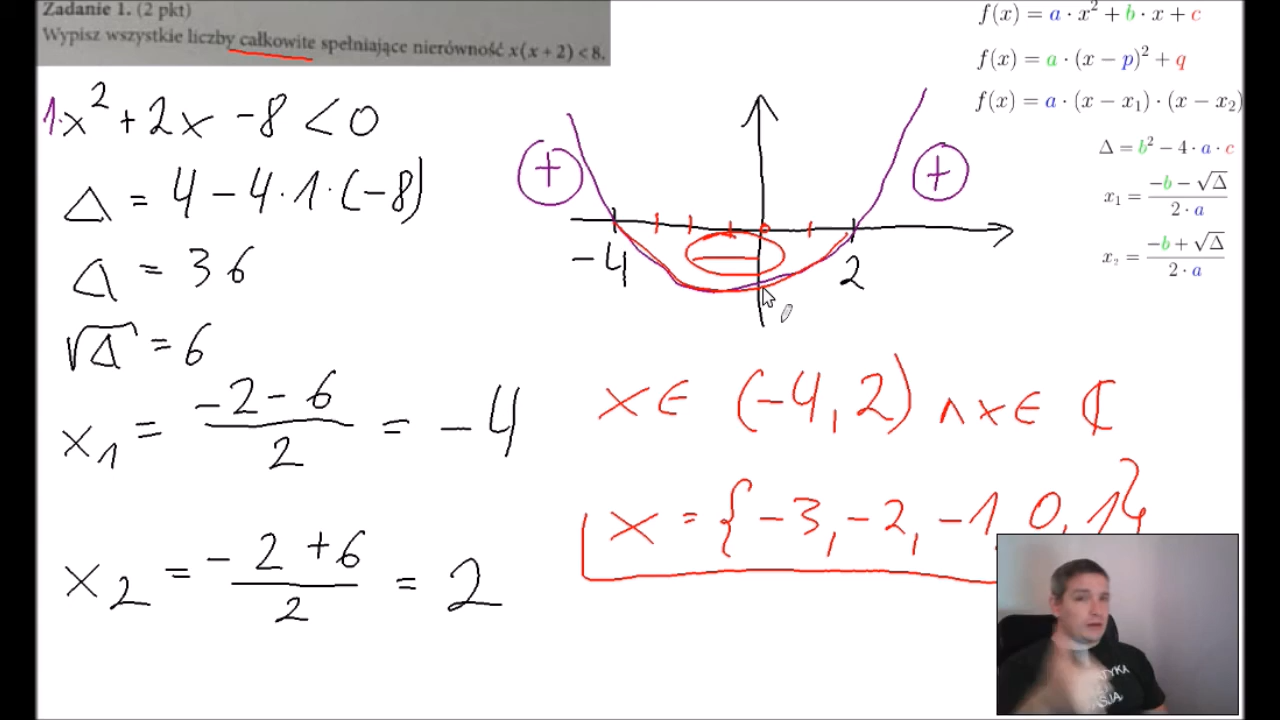 Zadanie 1. (2 pkt)
Wypisz wszystkie liczby całkowite spełniające nierówność x(x + 2) < 8.
1·x² + 2x - 8 < 0
Δ = 4 - 4·1·(-8)
Δ = 36
√Δ = 6
x₁ = (-2 - 6)/2 = -4
x₂ = (-2 + 6)/2 = 2
f(x) = a · x² + b · x + c
f(x) = a · (x − p)² + q
f(x) = a · (x − x₁) · (x − x₂)
Δ = b² − 4 · a · c
x₁ = (−b − √Δ)/(2 · a)
x₂ = (−b + √Δ)/(2 · a)
+ +
−
-4 2
x ∈ (-4, 2) ∧ x ∈ ℂ
x = {-3, -2, -1, 0, 1}